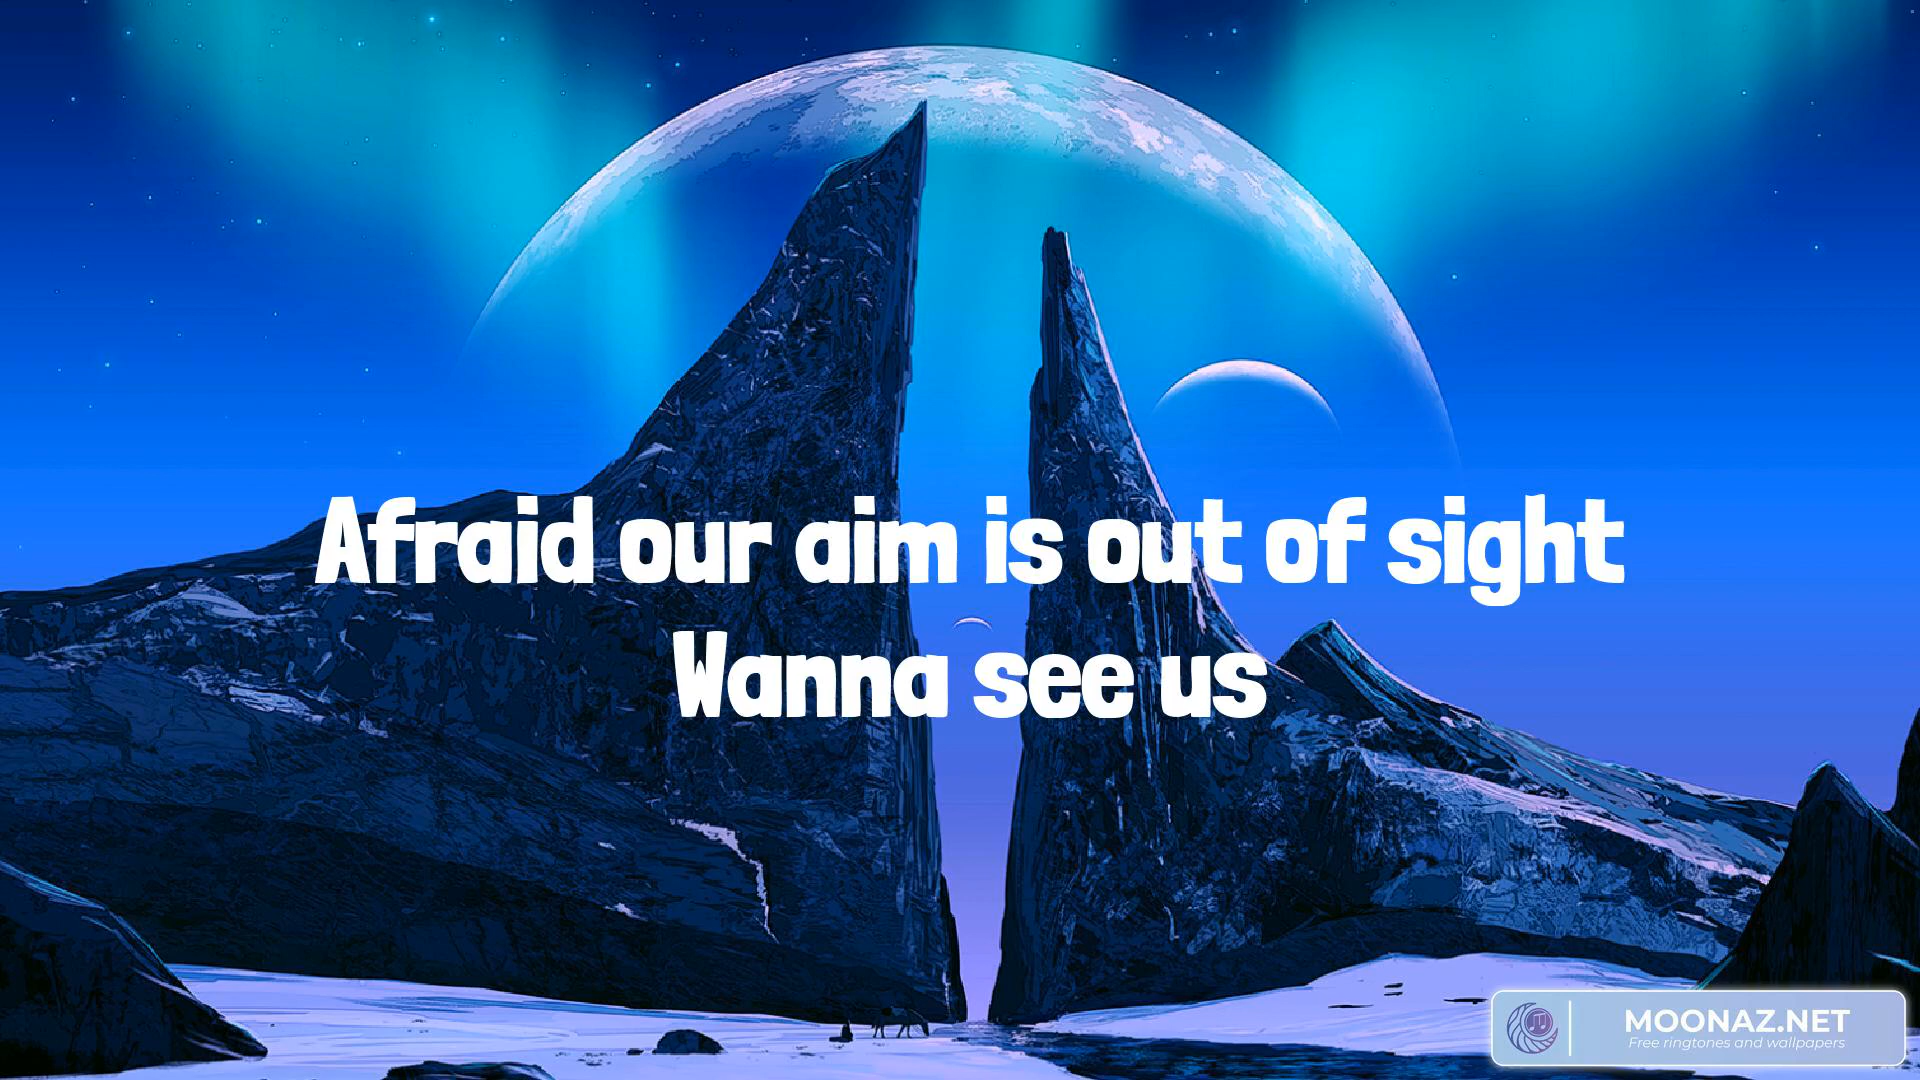 Afraid our aim is out of sight
Wanna see us
MOONAZ.NET
Free ringtones and wallpapers